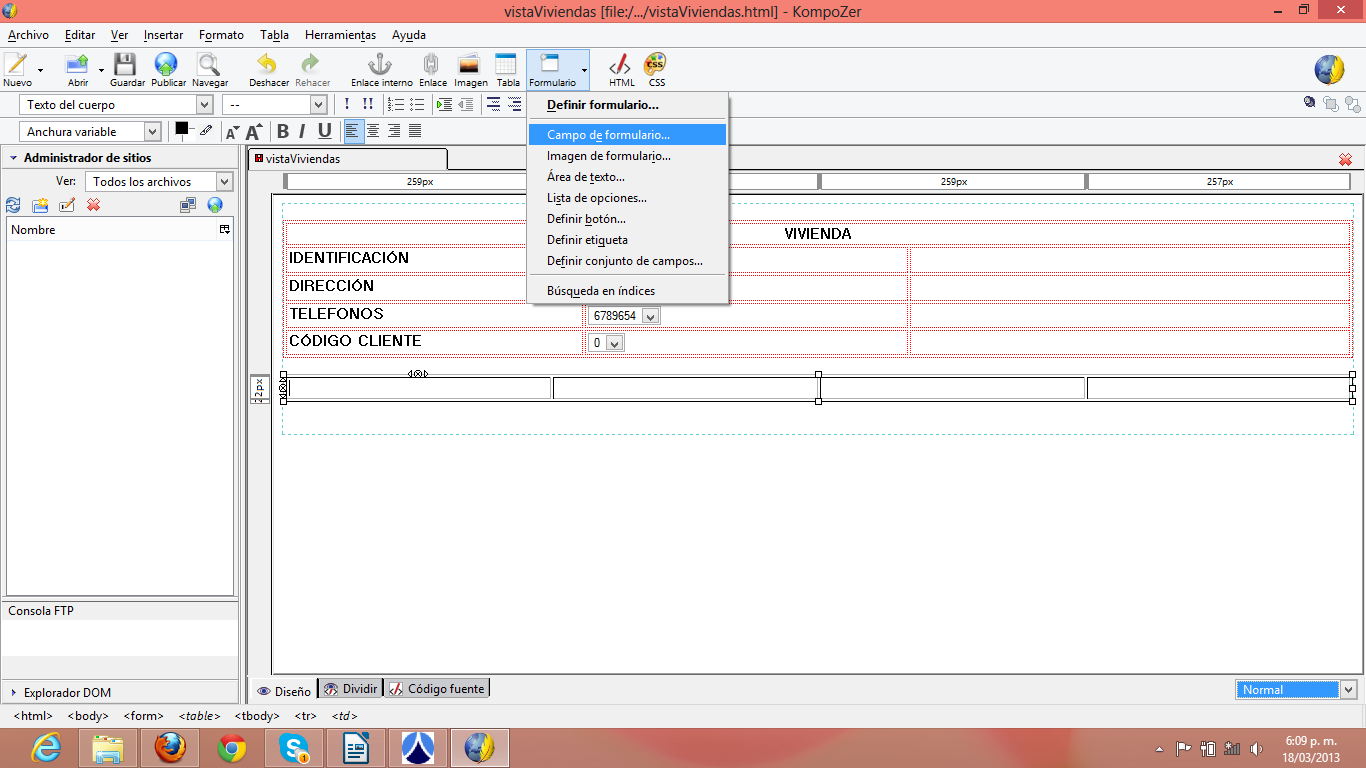 vistaViviendas [file:/.../vistaViviendas.html] - KompoZer
Archivo Editar Ver Insertar Formato Tabla Herramientas Ayuda
Nuevo Abrir Guardar Publicar Navegar Deshacer Rehacer Enlace interno Enlace Imagen Tabla Formulario HTML CSS
Texto del cuerpo -- ! !!
Anchura variable A A B I U
Definir formulario...
Campo de formulario...
Imagen de formulario...
Área de texto...
Lista de opciones...
Definir botón...
Definir etiqueta
Definir conjunto de campos...
Búsqueda en índices
Administrador de sitios
Ver: Todos los archivos
Nombre
Consola FTP
Explorador DOM
vistaViviendas
259px 259px 257px
VIVIENDA
IDENTIFICACIÓN
DIRECCIÓN
TELEFONOS 6789654
CÓDIGO CLIENTE 0
Diseño Dividir Código fuente Normal
<html> <body> <form> <table> <tbody> <tr> <td>
6:09 p. m.
18/03/2013